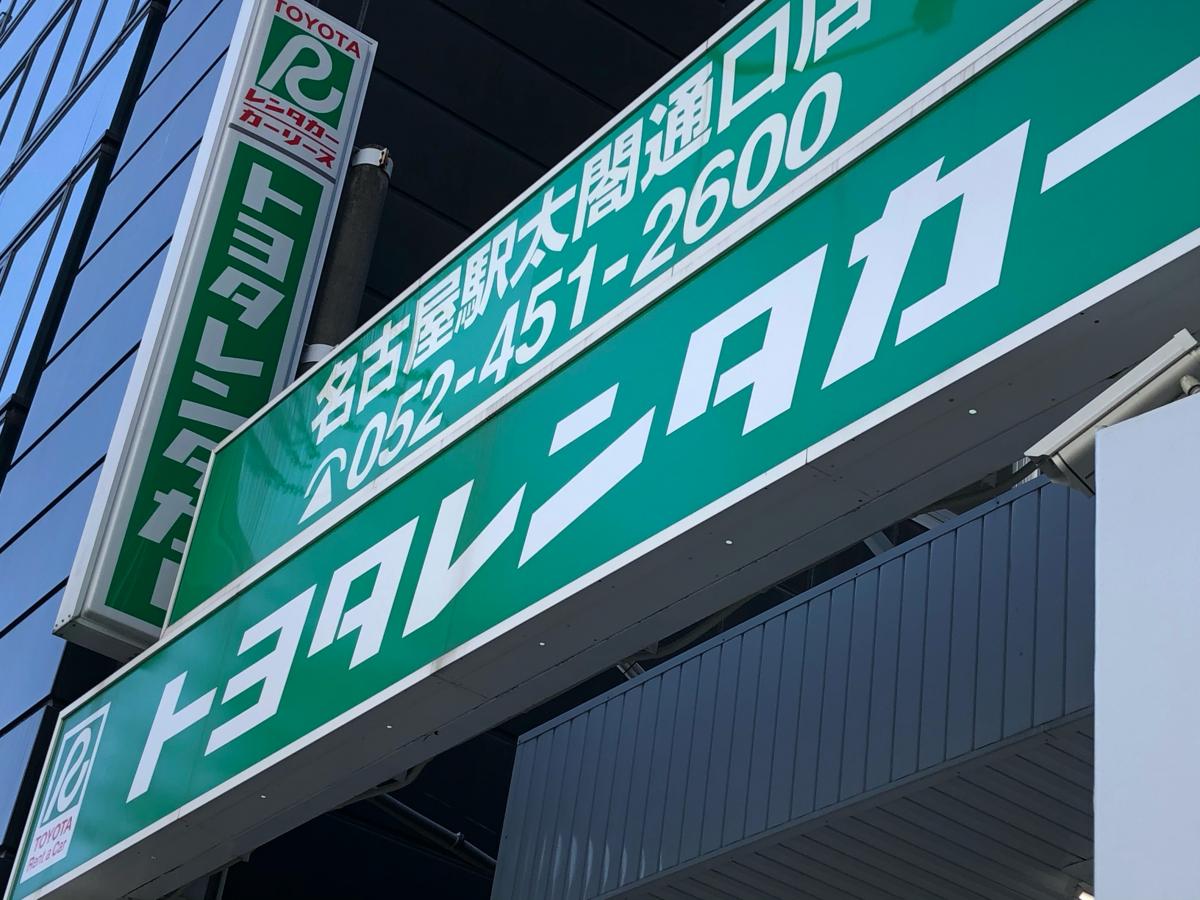 TOYOTA
R
レンタカー
カーリース
トヨタレンタカー
名古屋駅太閤通口店
☎052-451-2600
トヨタレンタカー
R
TOYOTA
Rent a Car